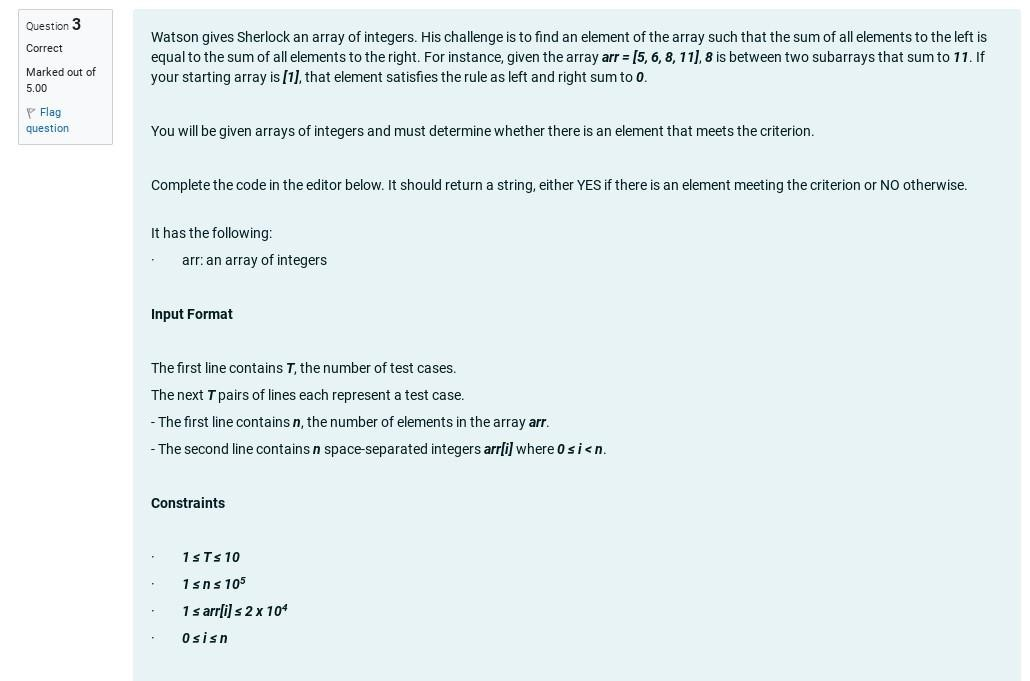 Question 3
Correct
Marked out of
5.00
Flag
question
Watson gives Sherlock an array of integers. His challenge is to find an element of the array such that the sum of all elements to the left is
equal to the sum of all elements to the right. For instance, given the array arr = [5, 6, 8, 11], 8 is between two subarrays that sum to 11. If
your starting array is [1], that element satisfies the rule as left and right sum to 0.
You will be given arrays of integers and must determine whether there is an element that meets the criterion.
Complete the code in the editor below. It should return a string, either YES if there is an element meeting the criterion or NO otherwise.
It has the following:
· arr: an array of integers
Input Format
The first line contains T, the number of test cases.
The next T pairs of lines each represent a test case.
- The first line contains n, the number of elements in the array arr.
- The second line contains n space-separated integers arr[i] where 0 ≤ i < n.
Constraints
· 1 ≤ T ≤ 10
· 1 ≤ n ≤ 10⁵
· 1 ≤ arr[i] ≤ 2 x 10⁴
· 0 ≤ i ≤ n